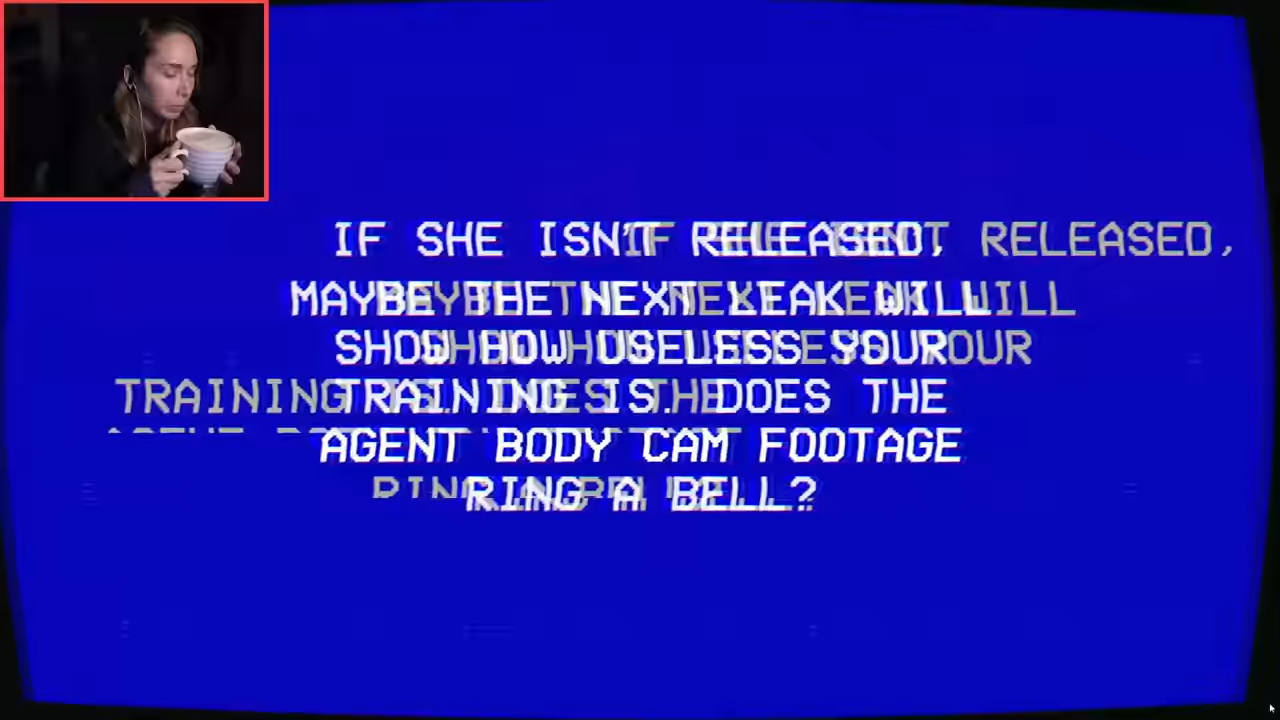 IF SHE ISN'T RELEASED,
MAYBE THE NEXT LEAK WILL
SHOW HOW USELESS YOUR
TRAINING IS. DOES THE
AGENT BODY CAM FOOTAGE
RING A BELL?